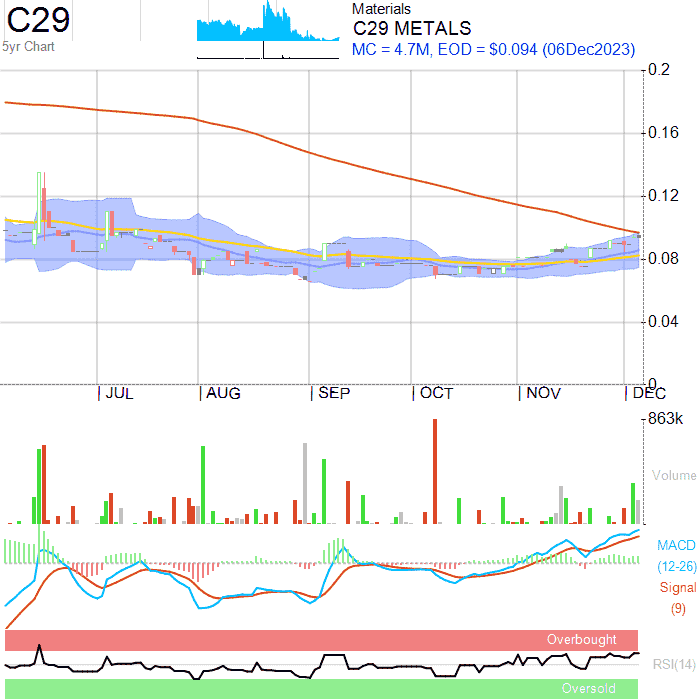 C29
5yr Chart
Materials
C29 METALS
MC = 4.7M, EOD = $0.094 (06Dec2023)
0.2
0.16
0.12
0.08
0.04
0
JUL AUG SEP OCT NOV DEC
863k
Volume
MACD
(12-26)
Signal
(9)
Overbought
RSI(14)
Oversold